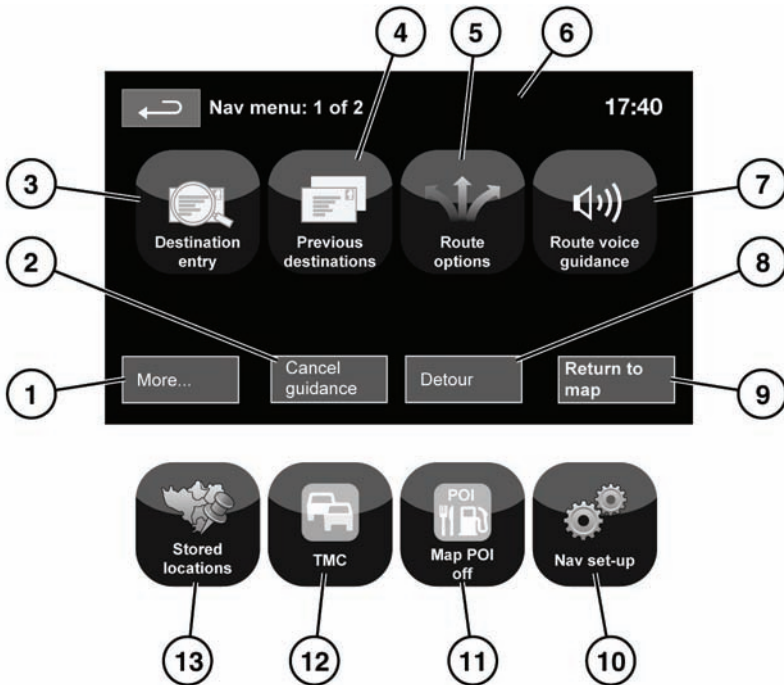 4
5
6
Nav menu: 1 of 2
17:40
3
7
Destination
entry
Previous
destinations
Route
options
Route voice
guidance
2
8
More...
Cancel
guidance
Detour
Return to
map
1
9
Stored
locations
TMC
POI
Map POI
off
Nav set-up
13
12
11
10